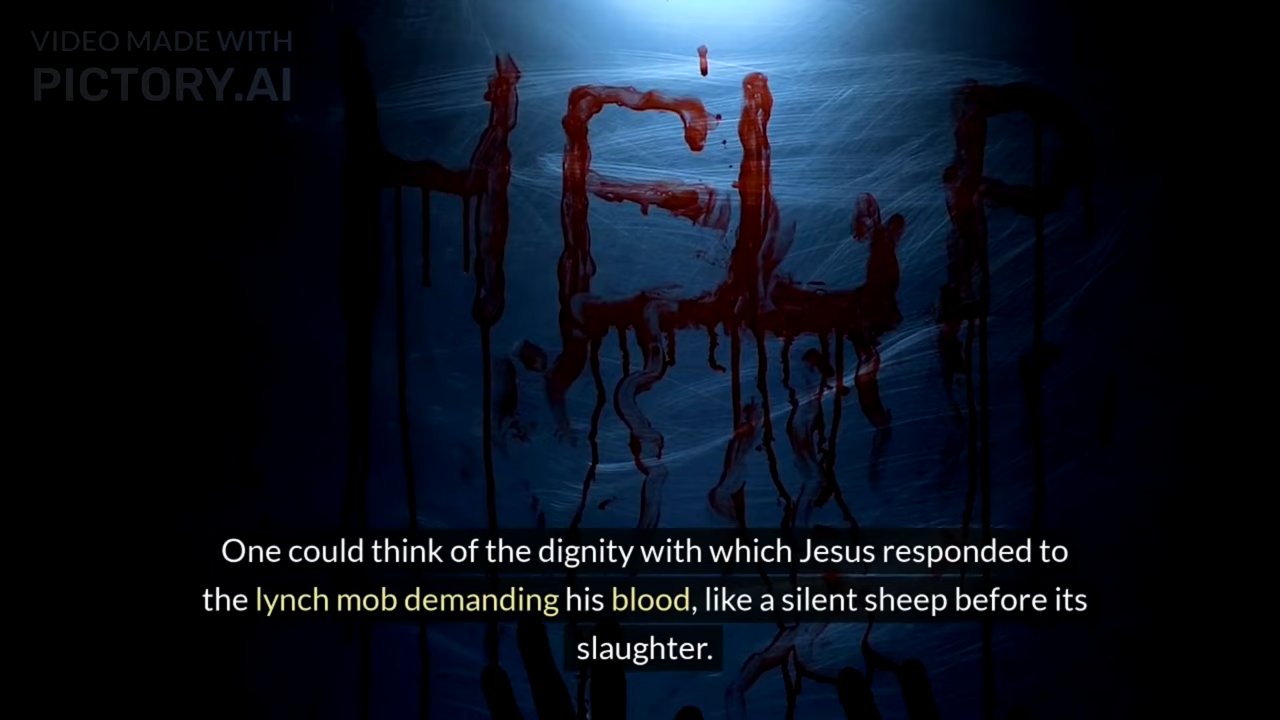 VIDEO MADE WITH
PICTORY.AI
HELP
One could think of the dignity with which Jesus responded to
the lynch mob demanding his blood, like a silent sheep before its
slaughter.